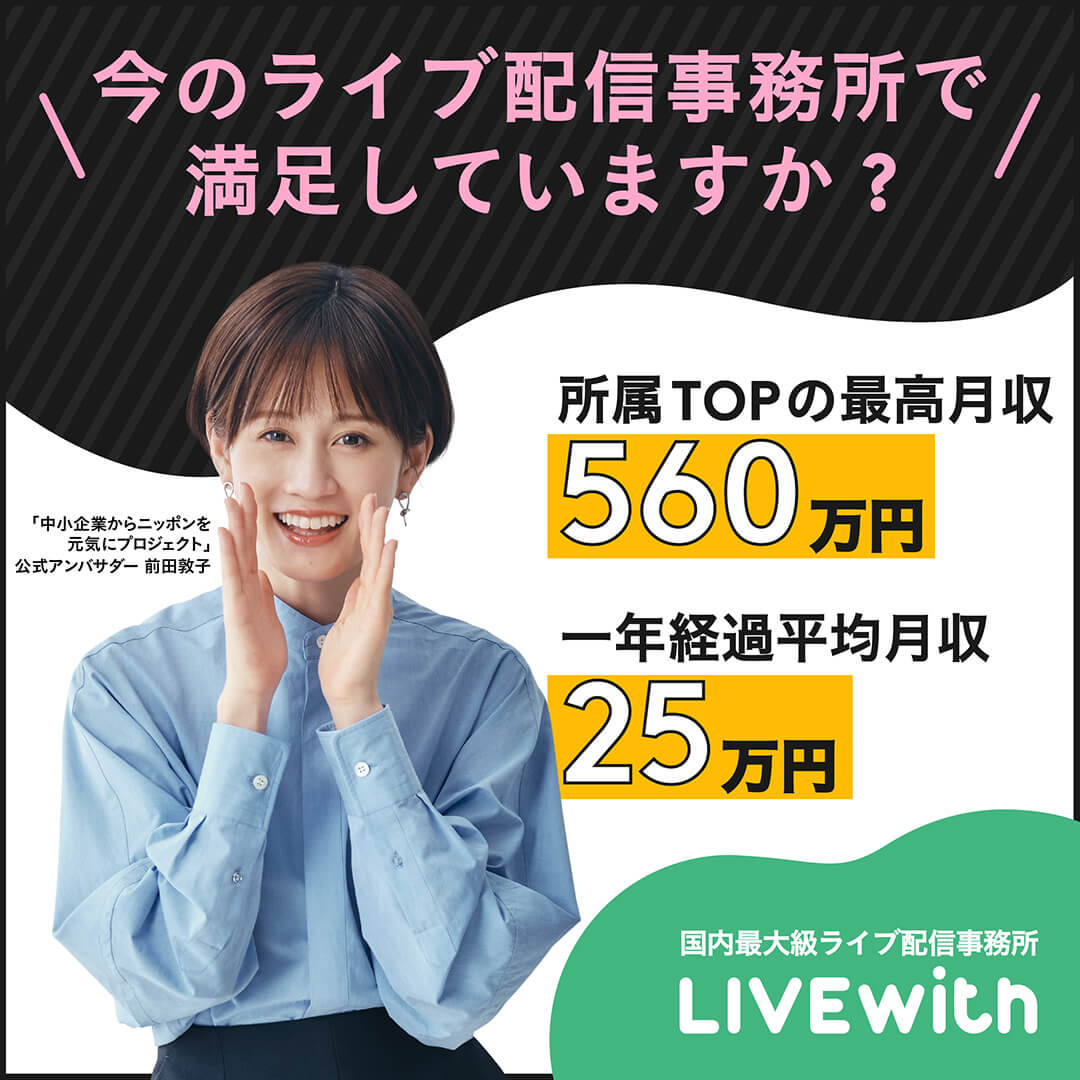 今のライブ配信事務所で
満足していますか？
所属TOPの最高月収
560万円
「中小企業からニッポンを
元気にプロジェクト」
公式アンバサダー 前田敦子
一年経過平均月収
25万円
国内最大級ライブ配信事務所
LIVEwith